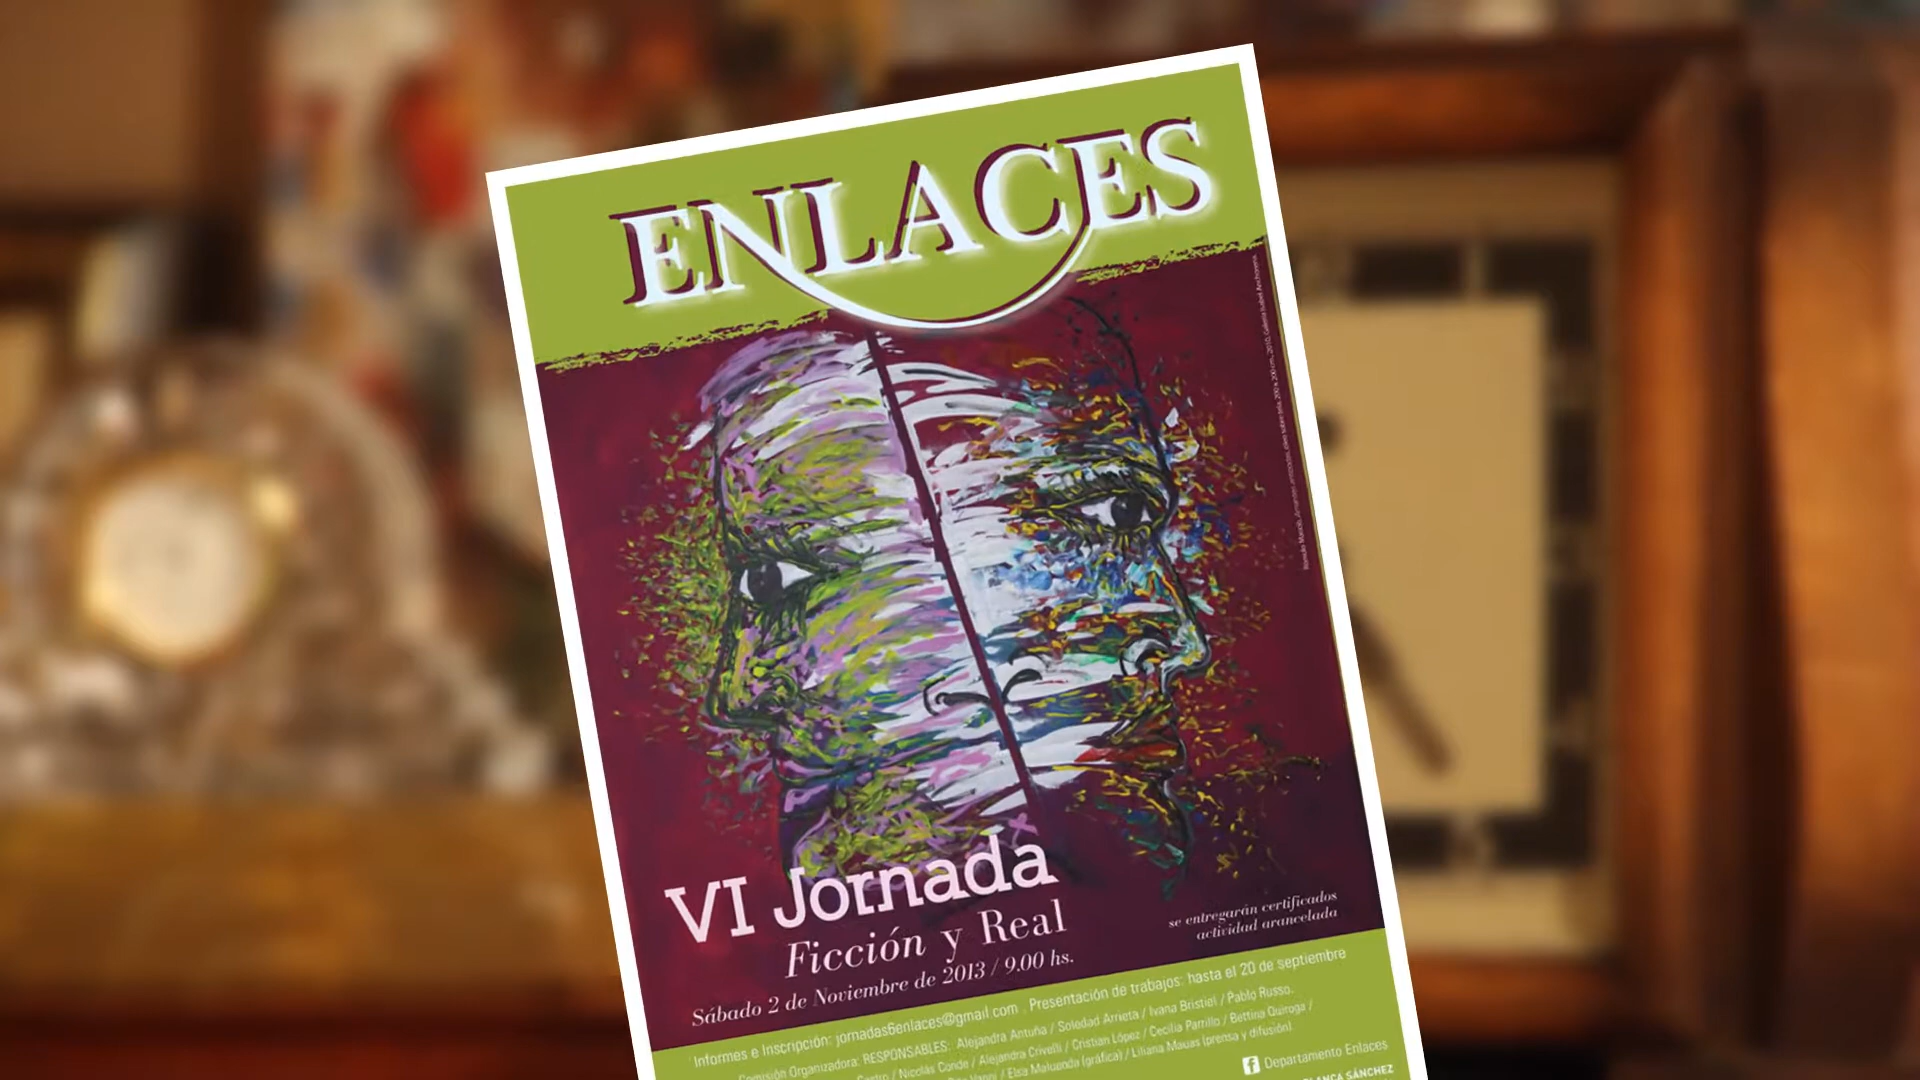 ENLACES
VI Jornada
Ficción y Real
Sábado 2 de Noviembre de 2013 / 9.00 hs.
se entregarán certificados
actividad arancelada
Informes e Inscripción: jornadas6enlaces@gmail.com . Presentación de trabajos: hasta el 20 de septiembre
Comisión Organizadora: RESPONSABLES: Alejandra Antuña / Soledad Arrieta / Ivana Bristiel / Pablo Russo.
Castro / Nicolás Conde / Alejandra Crivelli / Cristian López / Cecilia Parrillo / Bettina Quiroga /
Elsa Maluenda (gráfica) / Liliana Mauas (prensa y difusión)
Departamento Enlaces
BLANCA SÁNCHEZ